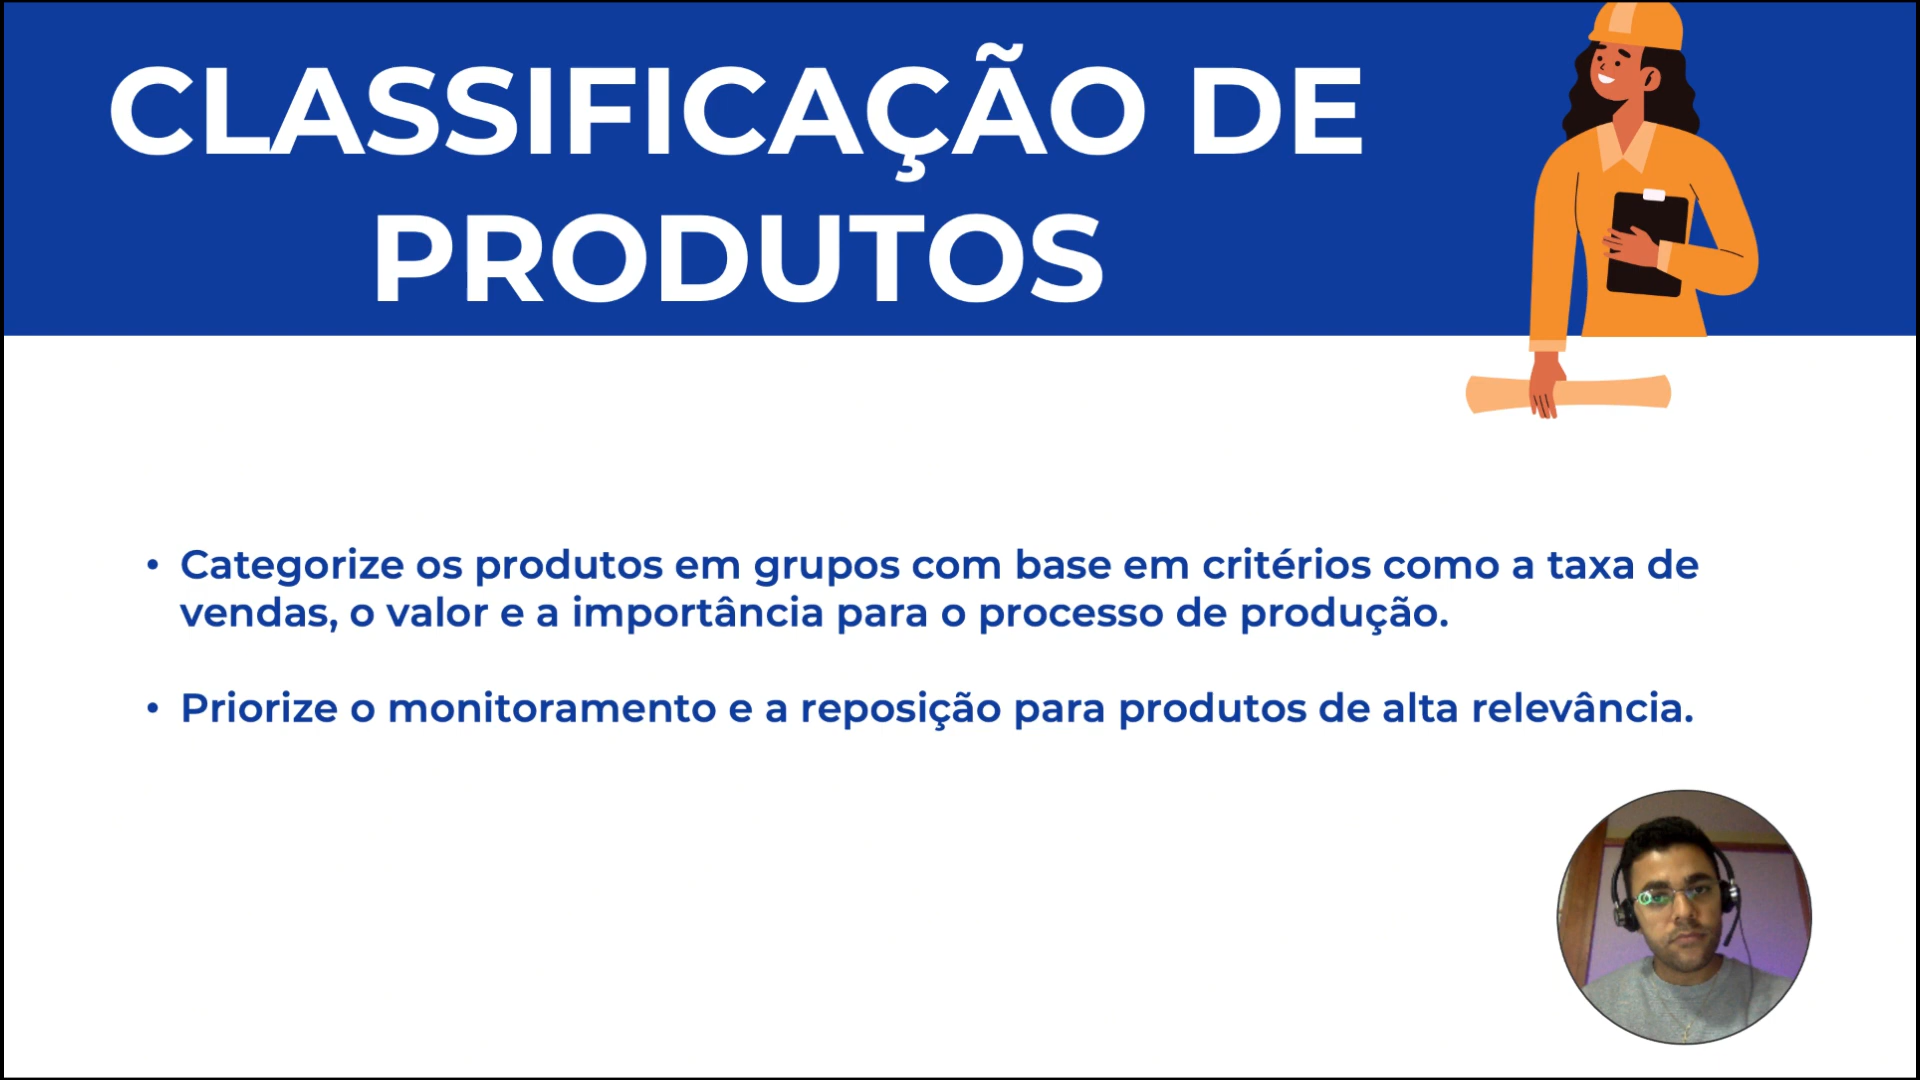 CLASSIFICAÇÃO DE
PRODUTOS
• Categorize os produtos em grupos com base em critérios como a taxa de
vendas, o valor e a importância para o processo de produção.
• Priorize o monitoramento e a reposição para produtos de alta relevância.